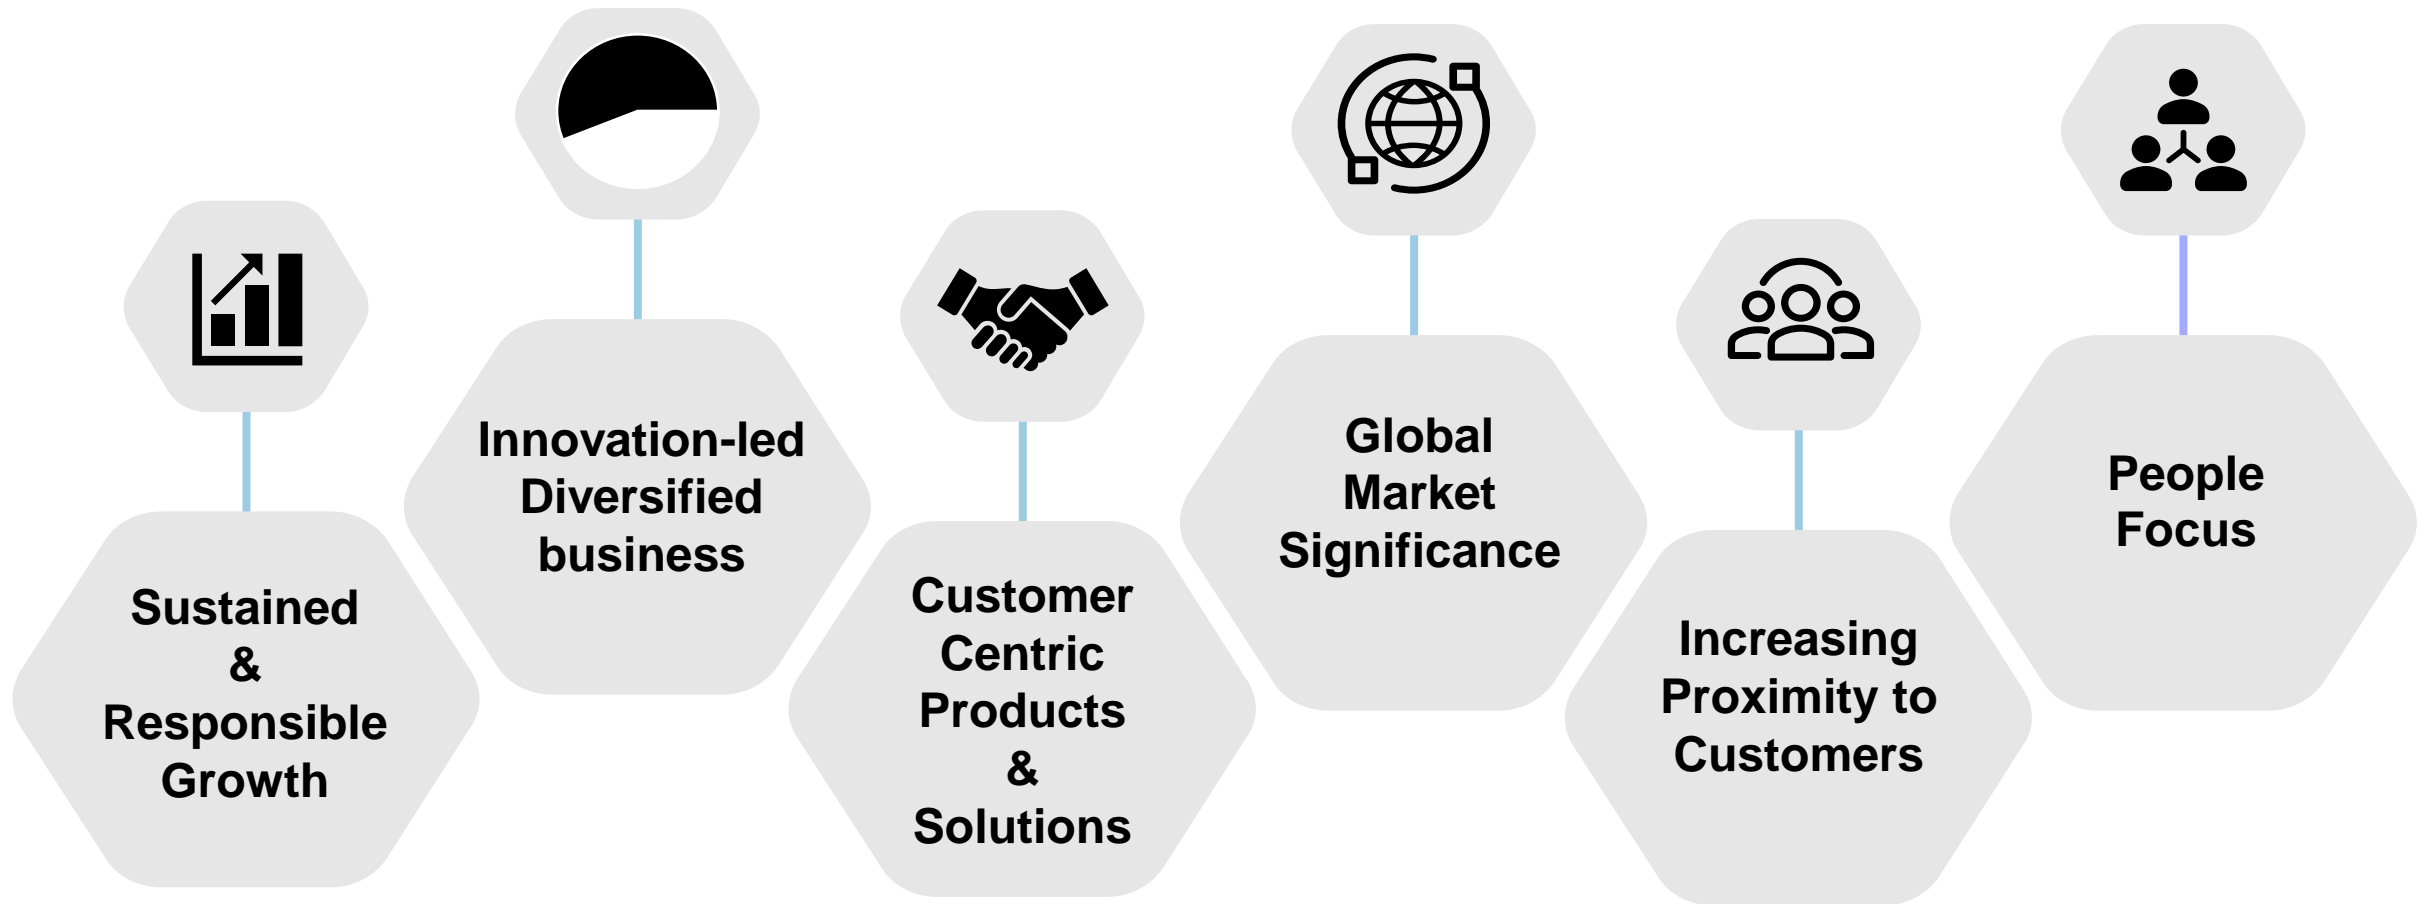 Sustained
&
Responsible
Growth
Innovation-led
Diversified
business
Customer
Centric
Products
&
Solutions
Global
Market
Significance
Increasing
Proximity to
Customers
People
Focus